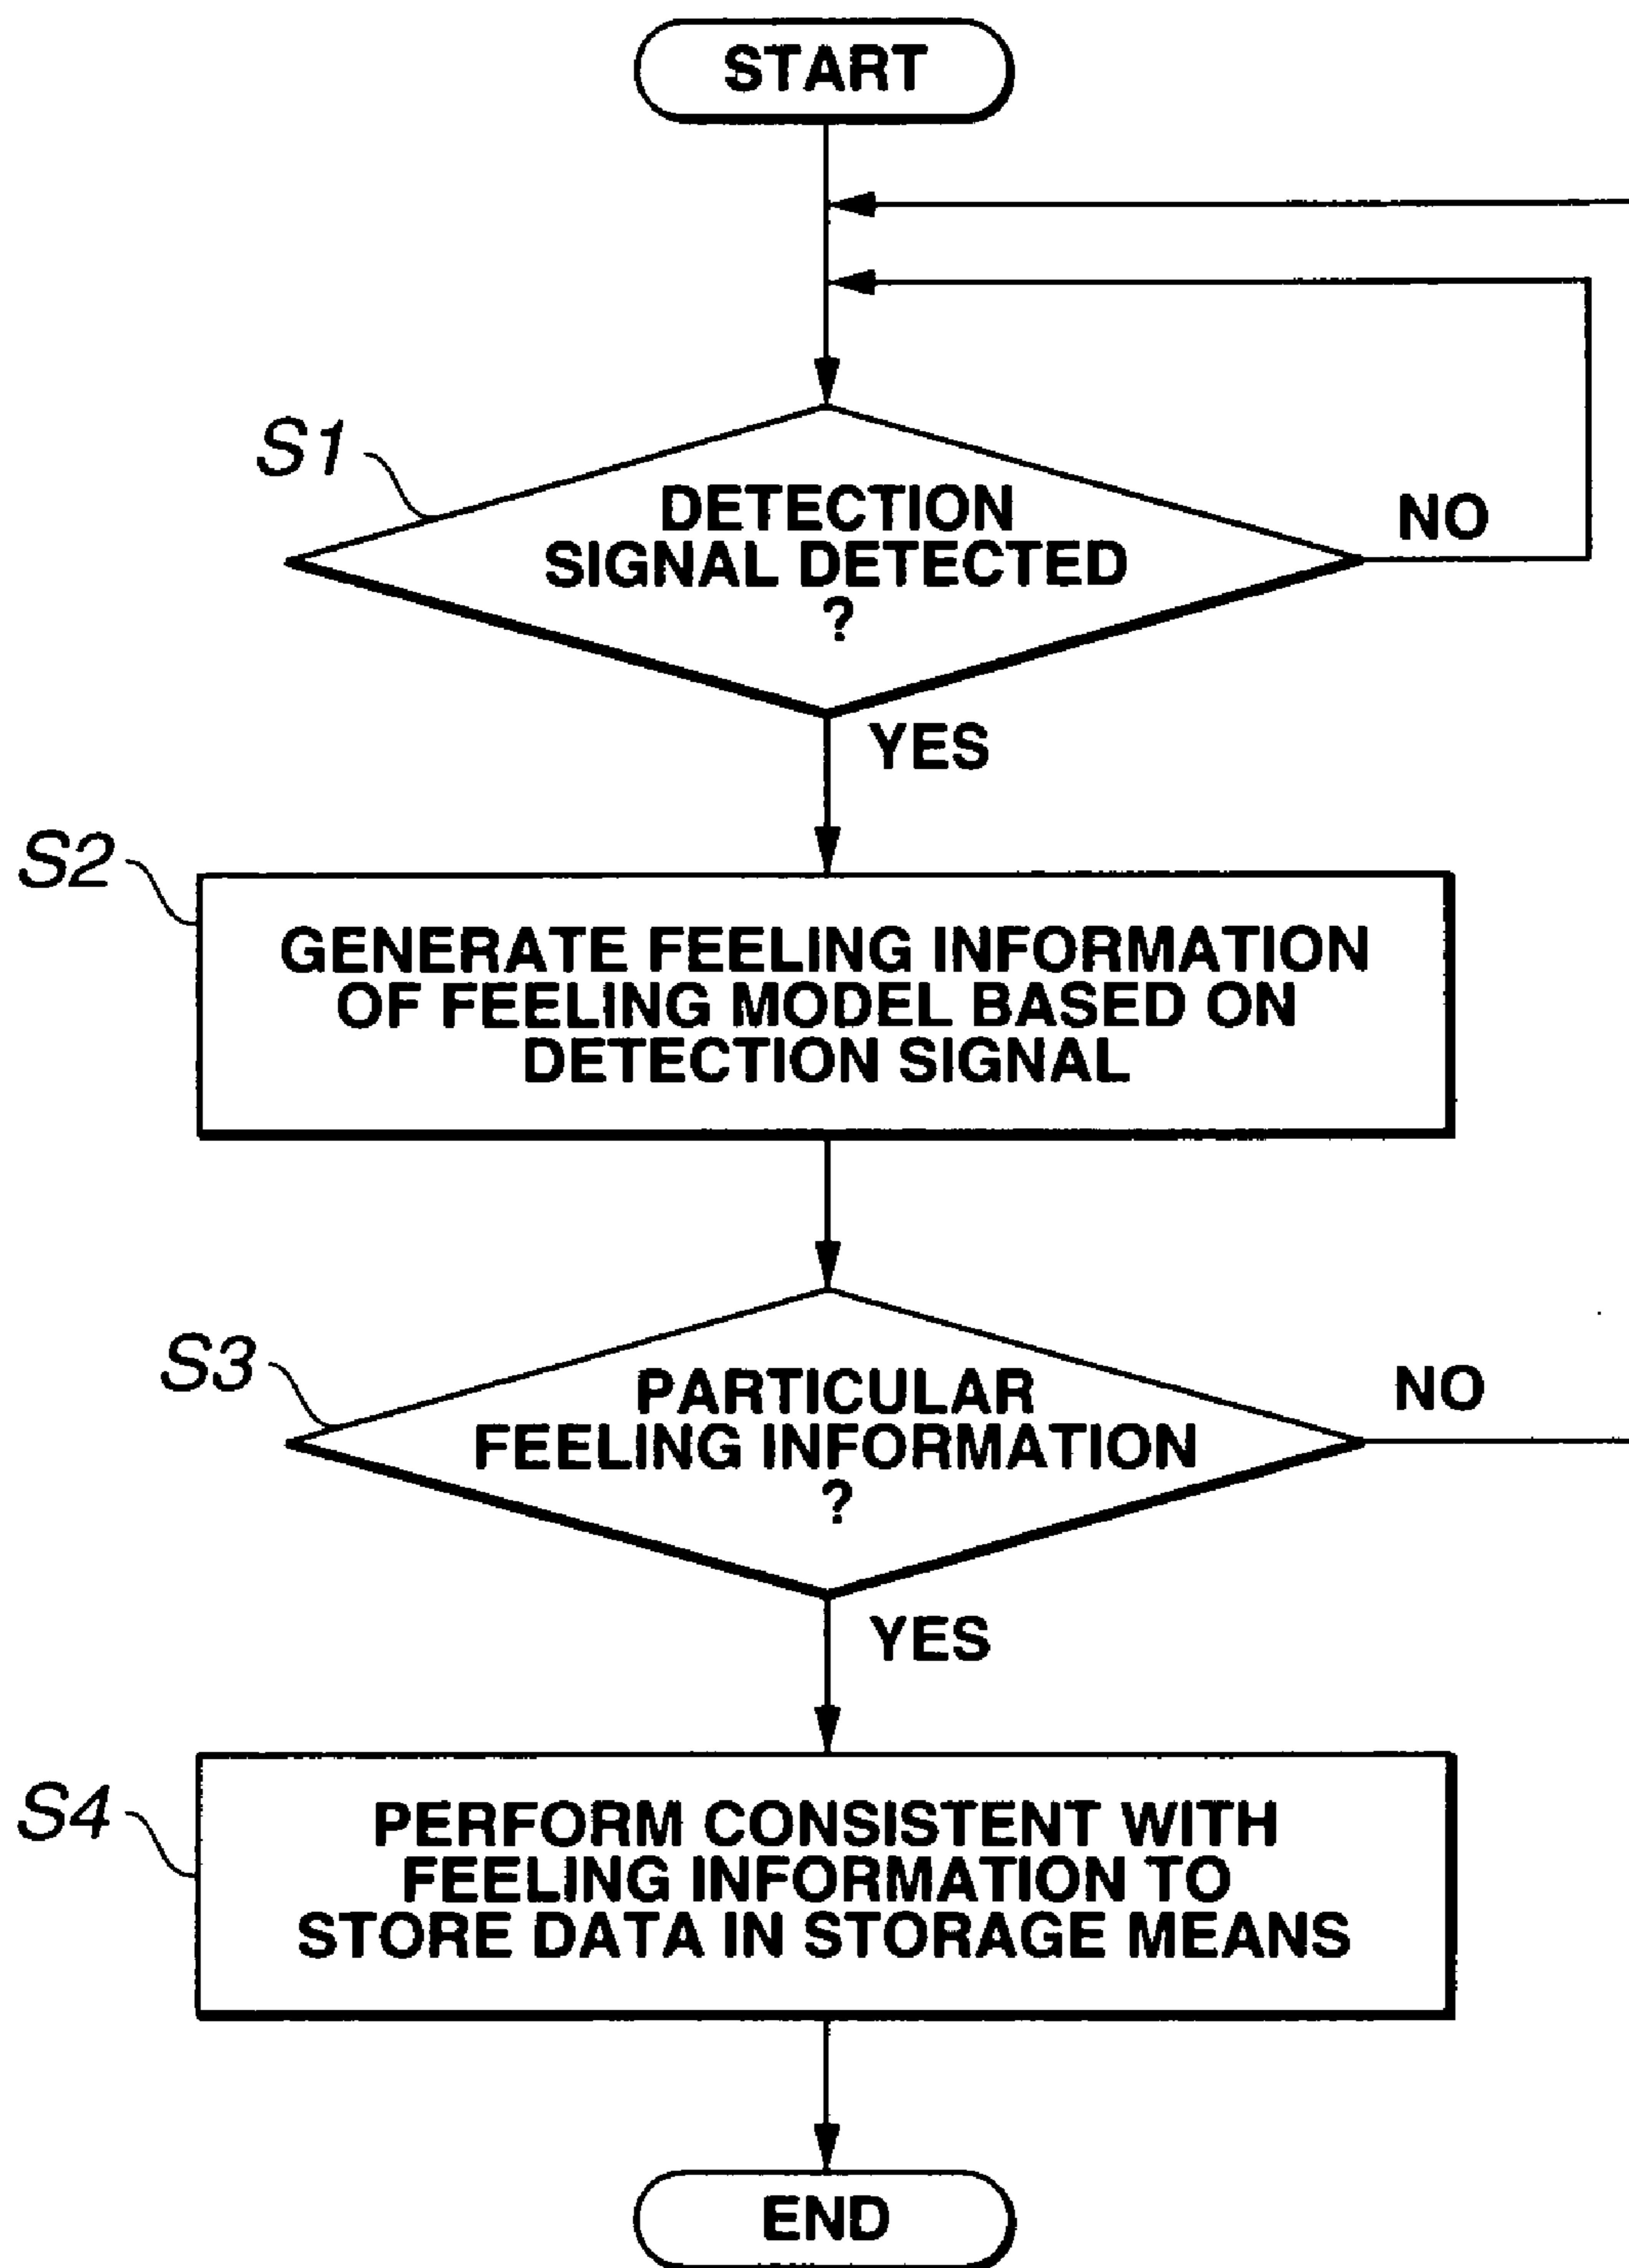 START
S1
DETECTION
SIGNAL DETECTED
?
NO
YES
S2
GENERATE FEELING INFORMATION
OF FEELING MODEL BASED ON
DETECTION SIGNAL
S3
PARTICULAR
FEELING INFORMATION
?
NO
YES
S4
PERFORM CONSISTENT WITH
FEELING INFORMATION TO
STORE DATA IN STORAGE MEANS
END